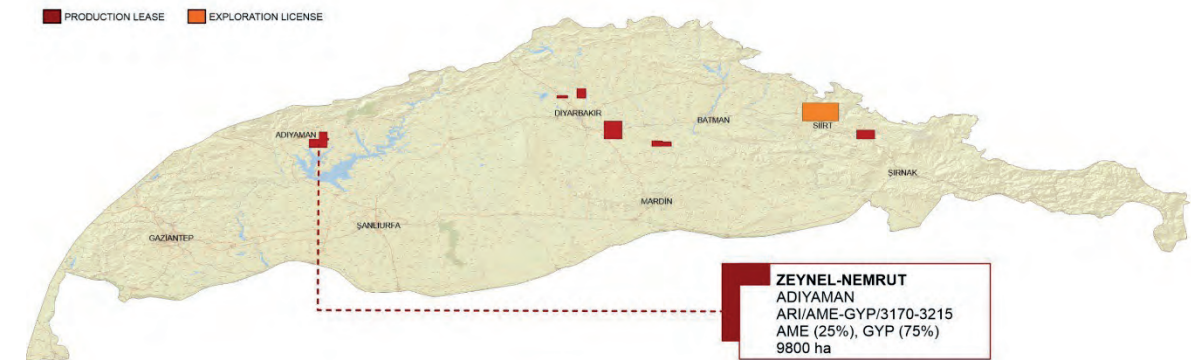 PRODUCTION LEASE EXPLORATION LICENSE
DİYARBAKIR
BATMAN
SİİRT
ADIYAMAN
ŞIRNAK
MARDİN
ŞANLIURFA
GAZİANTEP
ZEYNEL-NEMRUT
ADIYAMAN
ARI/AME-GYP/3170-3215
AME (25%), GYP (75%)
9800 ha